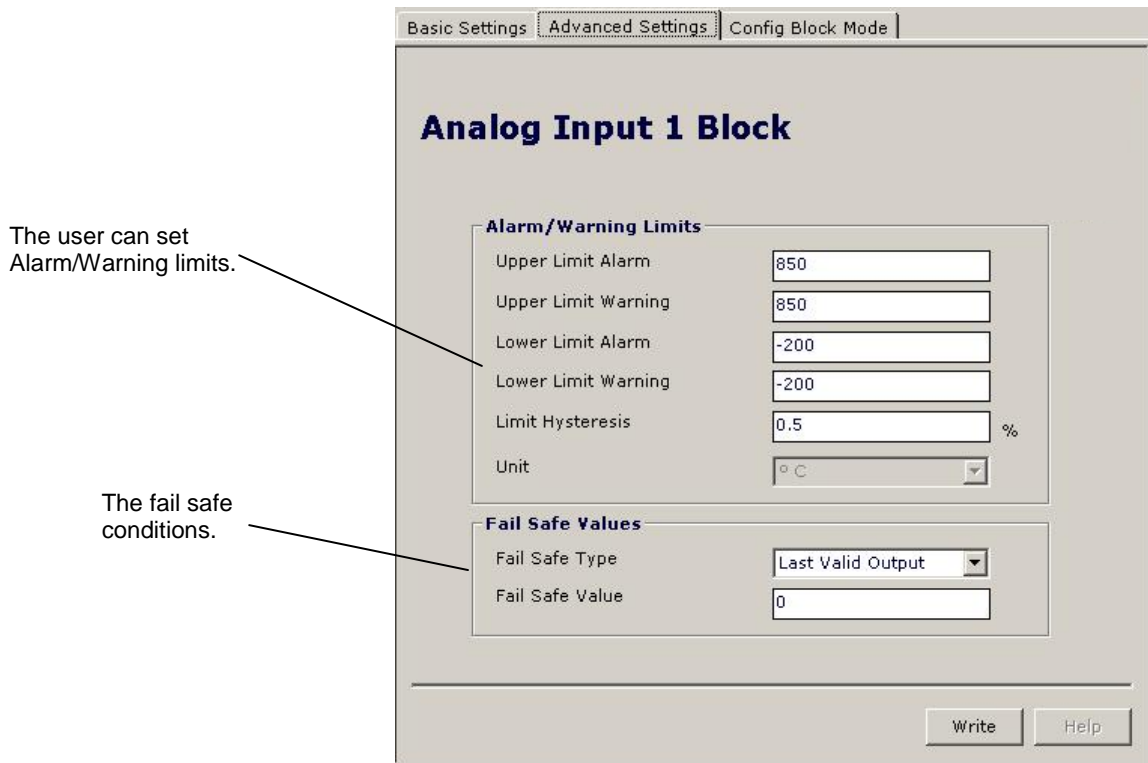 Basic Settings Advanced Settings Config Block Mode
Analog Input 1 Block
The user can set
Alarm/Warning limits.
Alarm/Warning Limits
Upper Limit Alarm 850
Upper Limit Warning 850
Lower Limit Alarm -200
Lower Limit Warning -200
Limit Hysteresis 0.5 %
Unit ° C
The fail safe
conditions.
Fail Safe Values
Fail Safe Type Last Valid Output
Fail Safe Value 0
Write Help